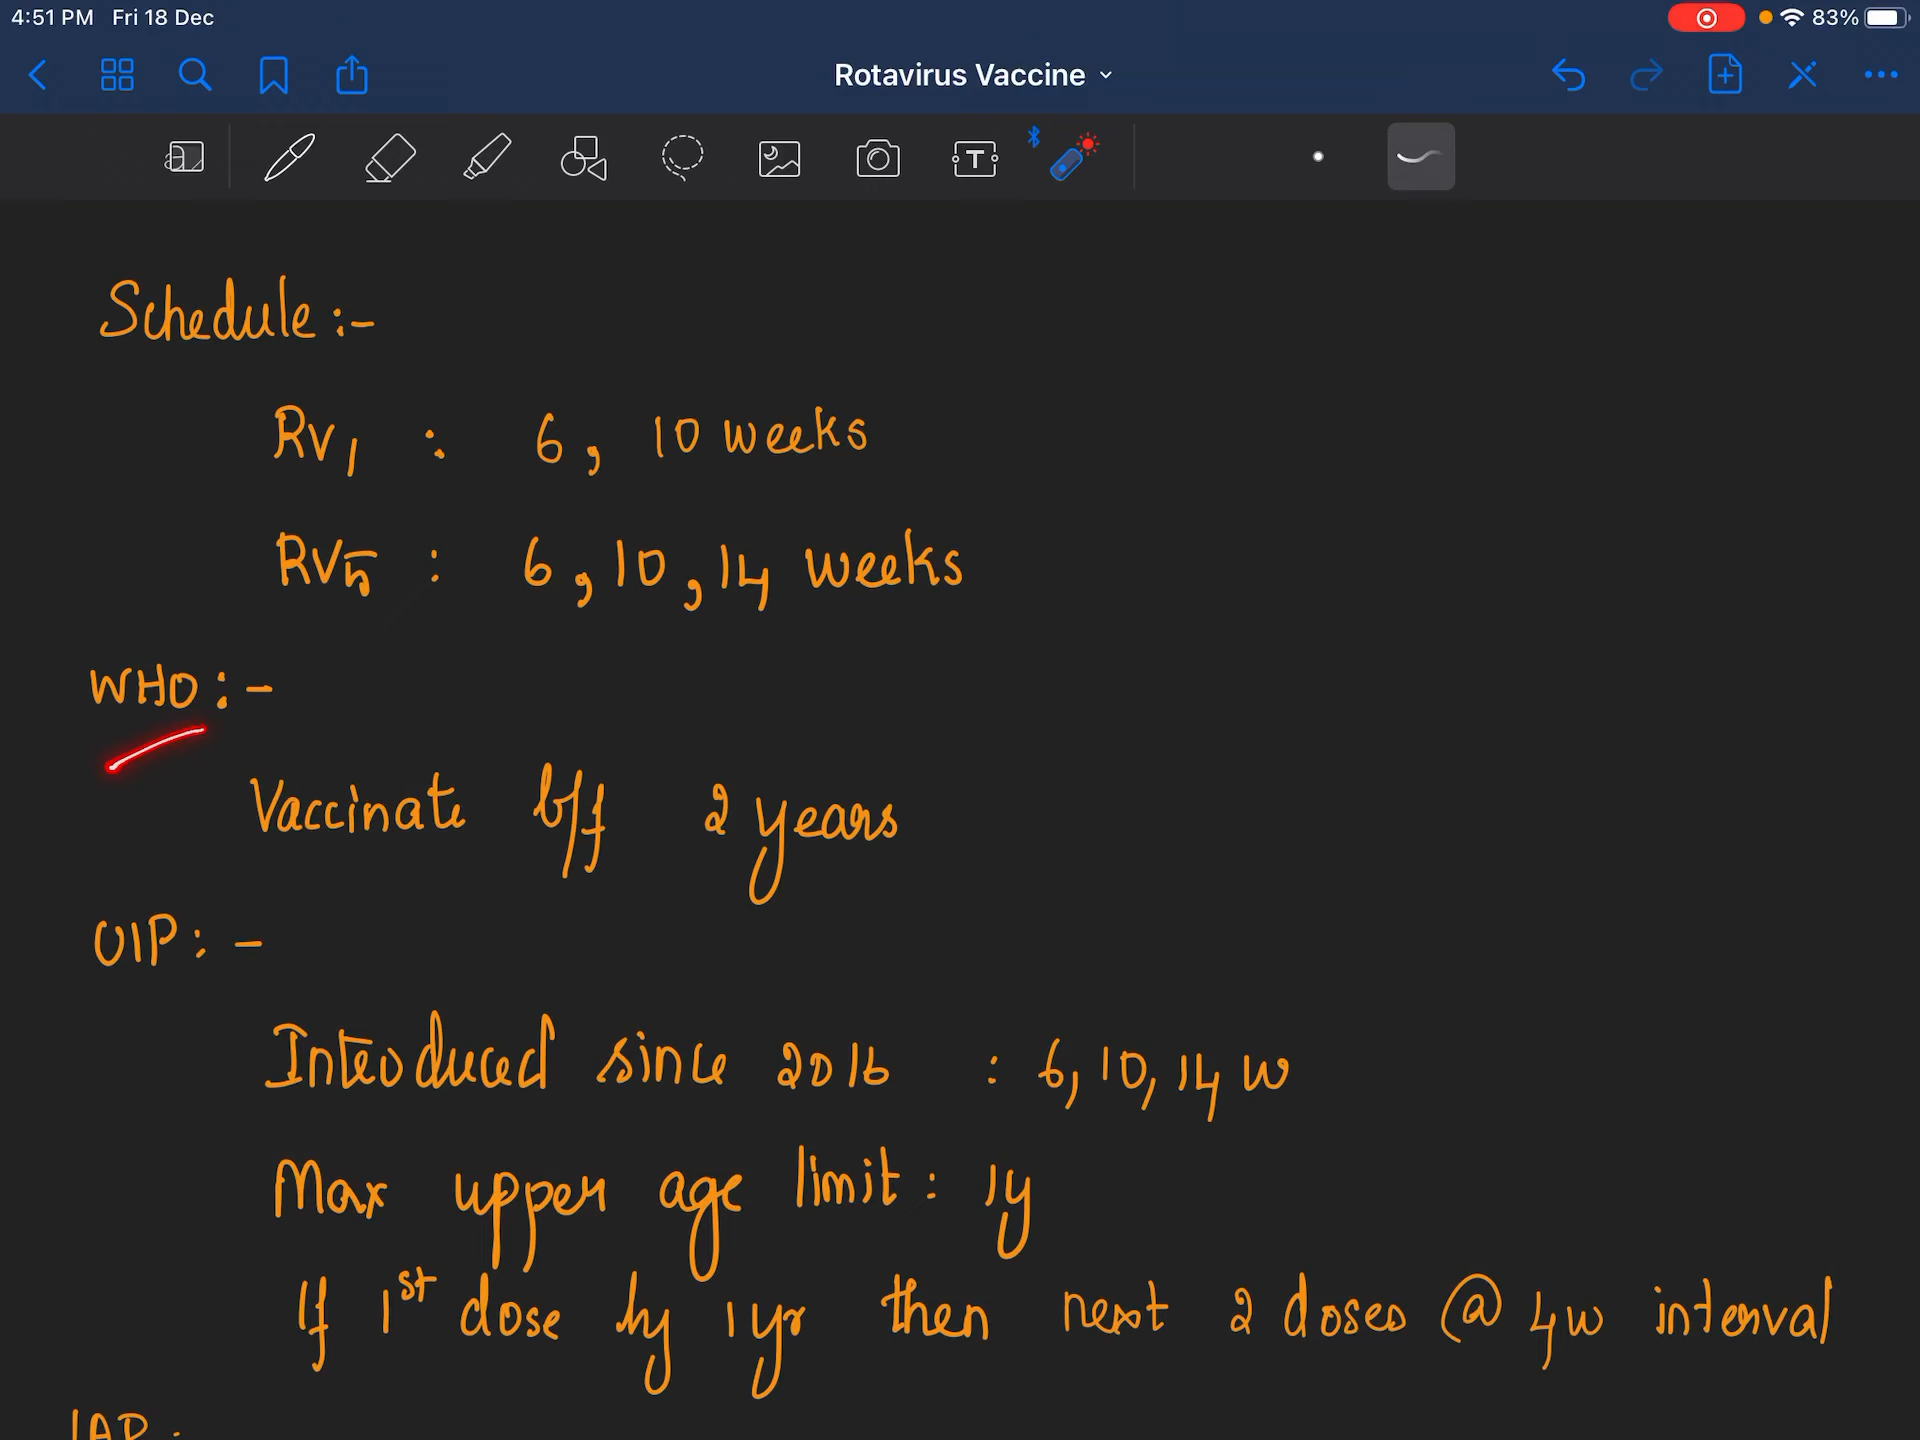 4:51 PM Fri 18 Dec 83%
Rotavirus Vaccine
Schedule :-
RV1 : 6, 10 weeks
RV5 : 6, 10, 14 weeks
WHO :-
Vaccinate b/f 2 years
UIP : -
Introduced since 2016 : 6, 10, 14 w
Max upper age limit : 1y
If 1st dose by 1yr then next 2 doses @ 4w interval
IAP :